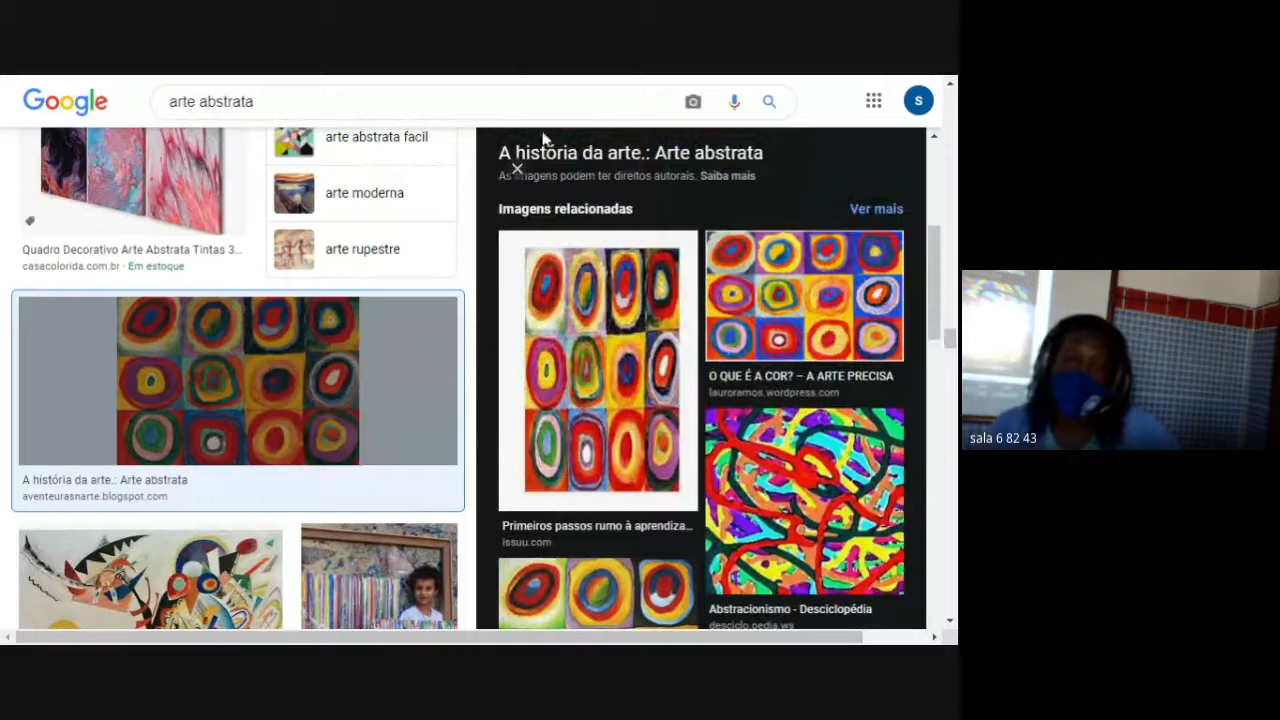 Google
arte abstrata
S
arte abstrata facil
arte moderna
arte rupestre
Quadro Decorativo Arte Abstrata Tintas 3...
casacolorida.com.br · Em estoque
A história da arte.: Arte abstrata
aventeurasnarte.blogspot.com
A história da arte.: Arte abstrata
As imagens podem ter direitos autorais. Saiba mais
Imagens relacionadas
Ver mais
Primeiros passos rumo à aprendiza...
issuu.com
O QUE É A COR? – A ARTE PRECISA
lauroramos.wordpress.com
Abstracionismo - Desciclopédia
desciclo.pedia.ws
sala 6 82 43